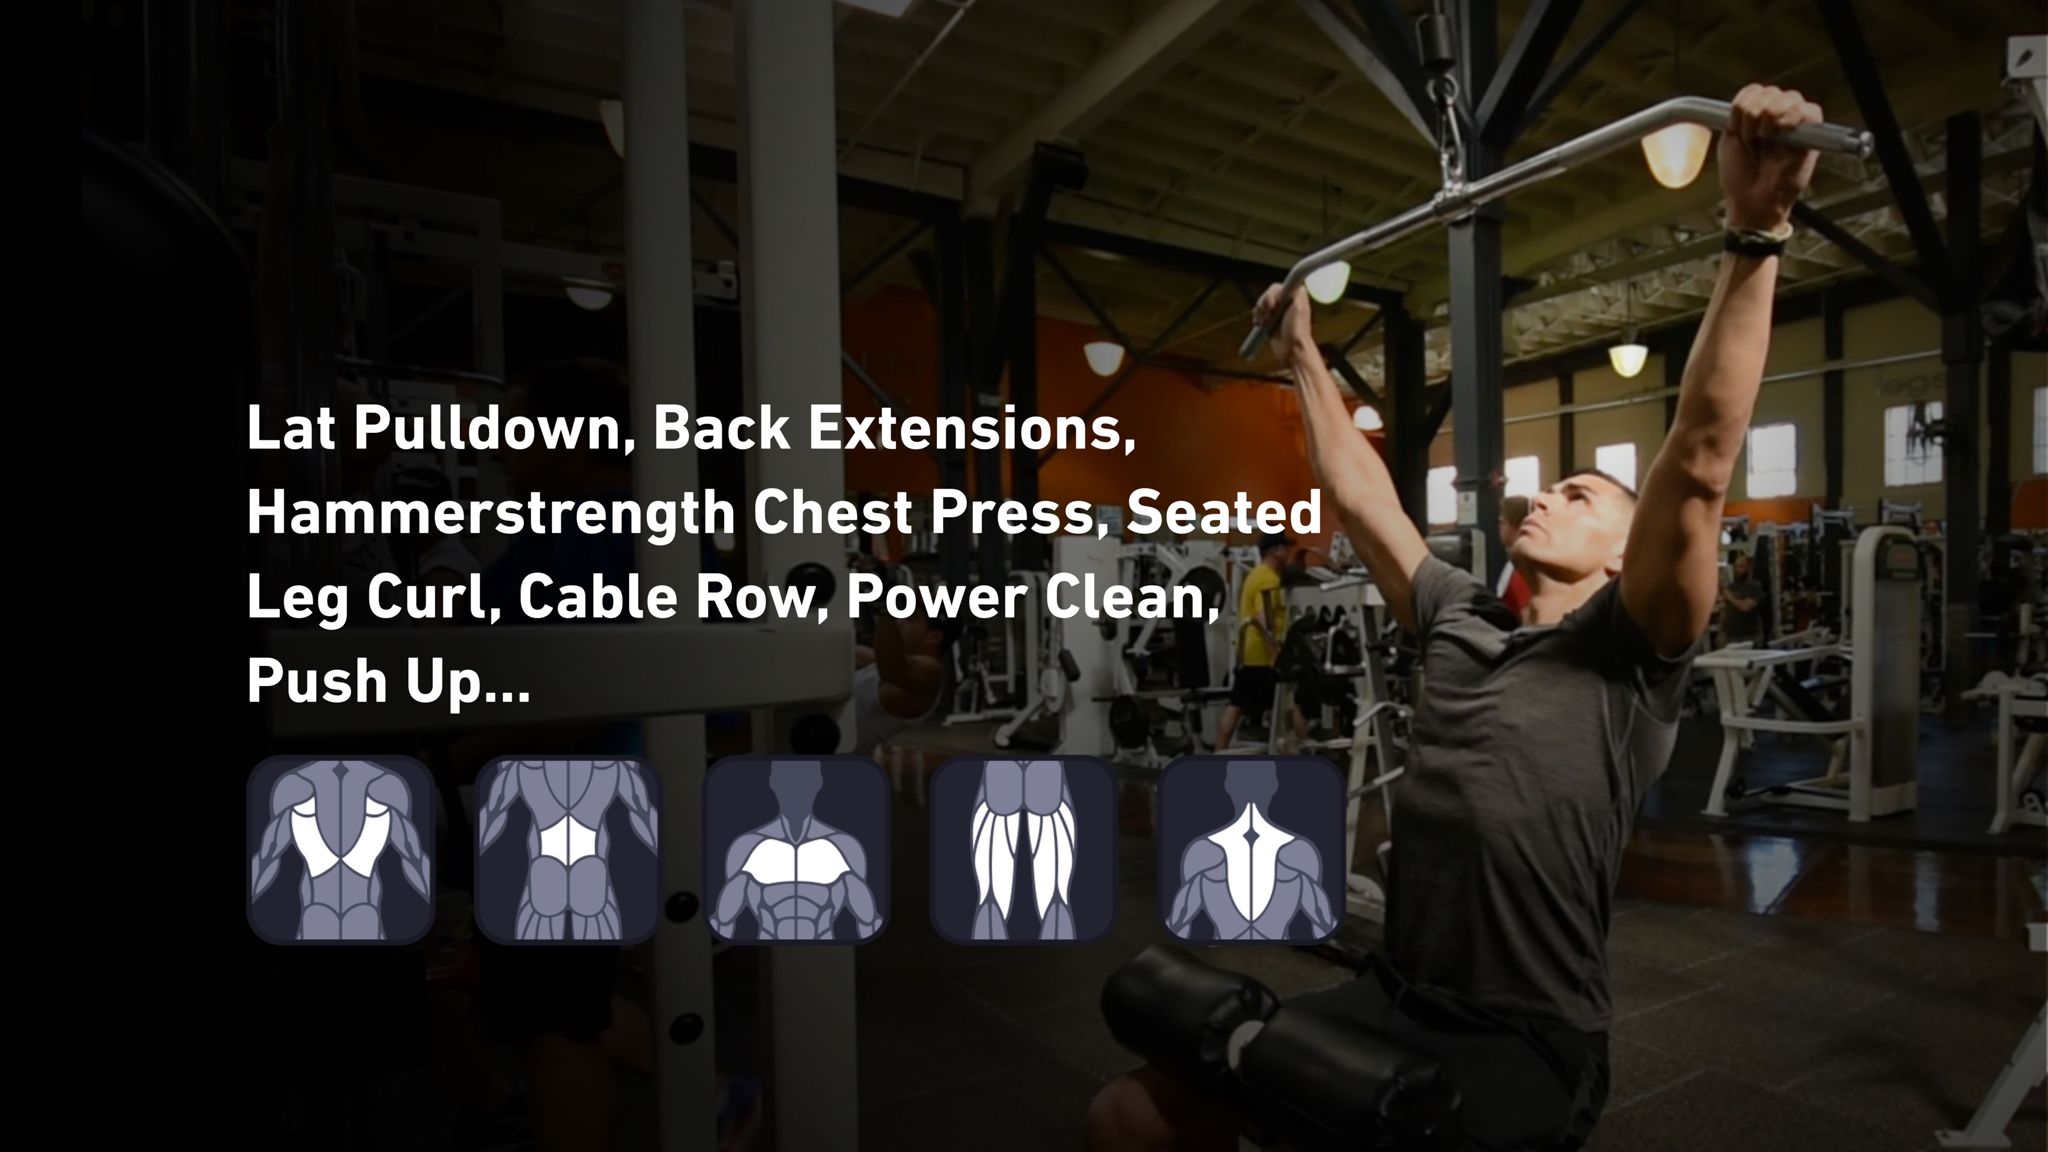 Lat Pulldown, Back Extensions,
Hammerstrength Chest Press, Seated
Leg Curl, Cable Row, Power Clean,
Push Up...